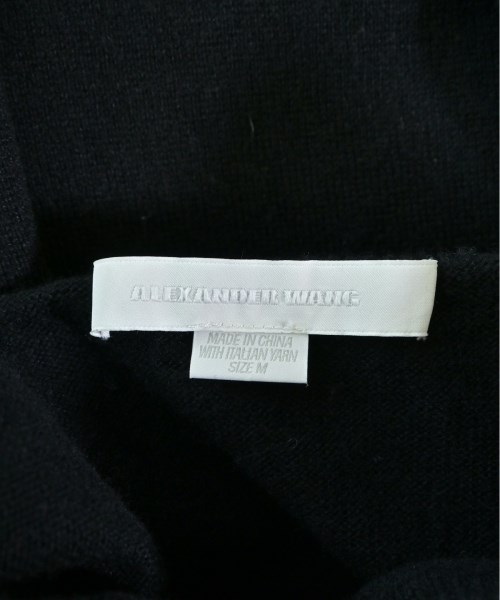 ALEXANDER WANG
MADE IN CHINA
WITH ITALIAN YARN
SIZE M